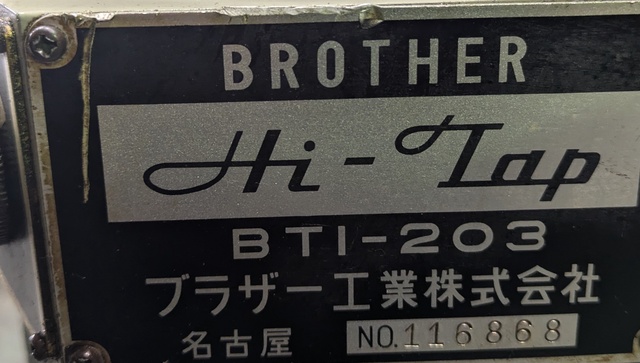 BROTHER
Hi-Tap
BT1-203
ブラザー工業株式会社
名古屋 NO.116868